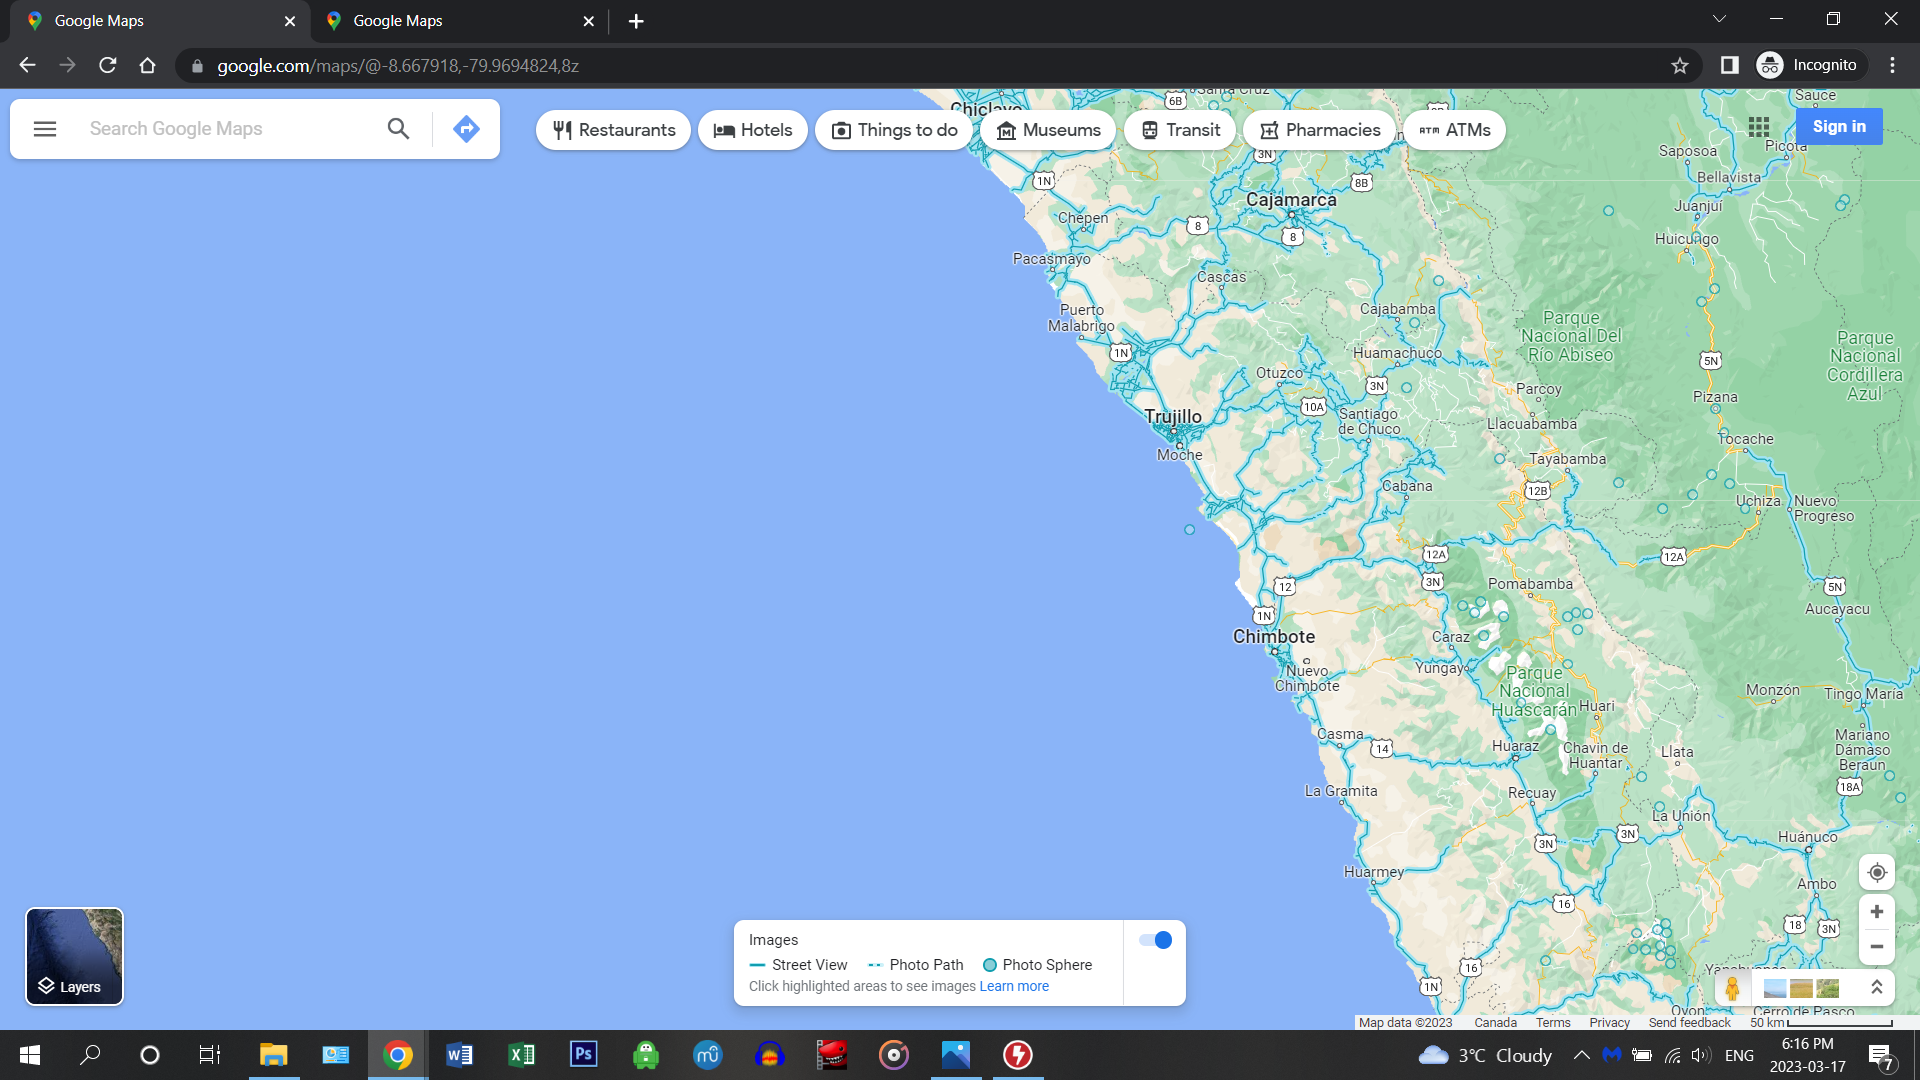 Google Maps
Google Maps
google.com/maps/@-8.667918,-79.9694824,8z
Incognito
Search Google Maps
Restaurants
Hotels
Things to do
Museums
Transit
Pharmacies
ATM
ATMs
Sign in
Chiclayo
6B
Santa Cruz
Sauce
3N
Saposoa
Picota
1N
8B
Bellavista
Cajamarca
Juanjuí
Chepen
8
8
Huicungo
Pacasmayo
Cascas
Puerto
Malabrigo
Cajabamba
Parque
Nacional Del
Río Abiseo
Parque
Nacional
Cordillera
Azul
1N
Huamachuco
5N
Otuzco
3N
Parcoy
Pizana
10A
Santiago
de Chuco
Trujillo
Llacuabamba
Moche
Tocache
Tayabamba
Cabana
12B
Uchiza
Nuevo
Progreso
12A
12A
3N
Pomabamba
12
5N
Aucayacu
1N
Chimbote
Caraz
Nuevo
Chimbote
Yungay
Parque
Nacional
Huascarán
Huari
Monzón
Tingo María
Casma
14
Huaraz
Chavin de
Huantar
Llata
Mariano
Dámaso
Beraun
La Gramita
Recuay
18A
La Unión
3N
3N
Huánuco
Huarmey
Ambo
16
18
3N
16
1N
Yanahuanca
Oyon
Cerro de Pasco
Images
Street View
Photo Path
Photo Sphere
Click highlighted areas to see images Learn more
Layers
Map data ©2023
Canada
Terms
Privacy
Send feedback
50 km
3°C Cloudy
ENG
6:16 PM
2023-03-17
7